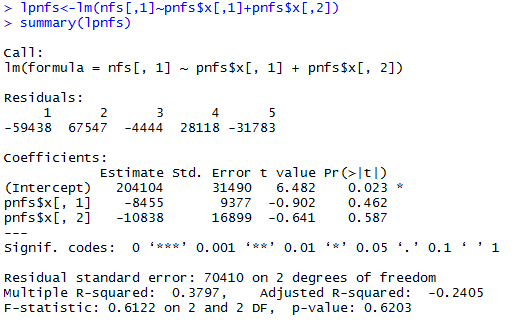 > lpnfs<-lm(nfs[,1]~pnfs$x[,1]+pnfs$x[,2])
> summary(lpnfs)

Call:
lm(formula = nfs[, 1] ~ pnfs$x[, 1] + pnfs$x[, 2])

Residuals:
     1      2      3      4      5
-59438  67547  -4444  28118 -31783

Coefficients:
            Estimate Std. Error t value Pr(>|t|)
(Intercept)   204104      31490   6.482    0.023 *
pnfs$x[, 1]    -8455       9377  -0.902    0.462
pnfs$x[, 2]   -10838      16899  -0.641    0.587
---
Signif. codes:  0 ‘***’ 0.001 ‘**’ 0.01 ‘*’ 0.05 ‘.’ 0.1 ‘ ’ 1

Residual standard error: 70410 on 2 degrees of freedom
Multiple R-squared:  0.3797,    Adjusted R-squared:  -0.2405
F-statistic: 0.6122 on 2 and 2 DF,  p-value: 0.6203